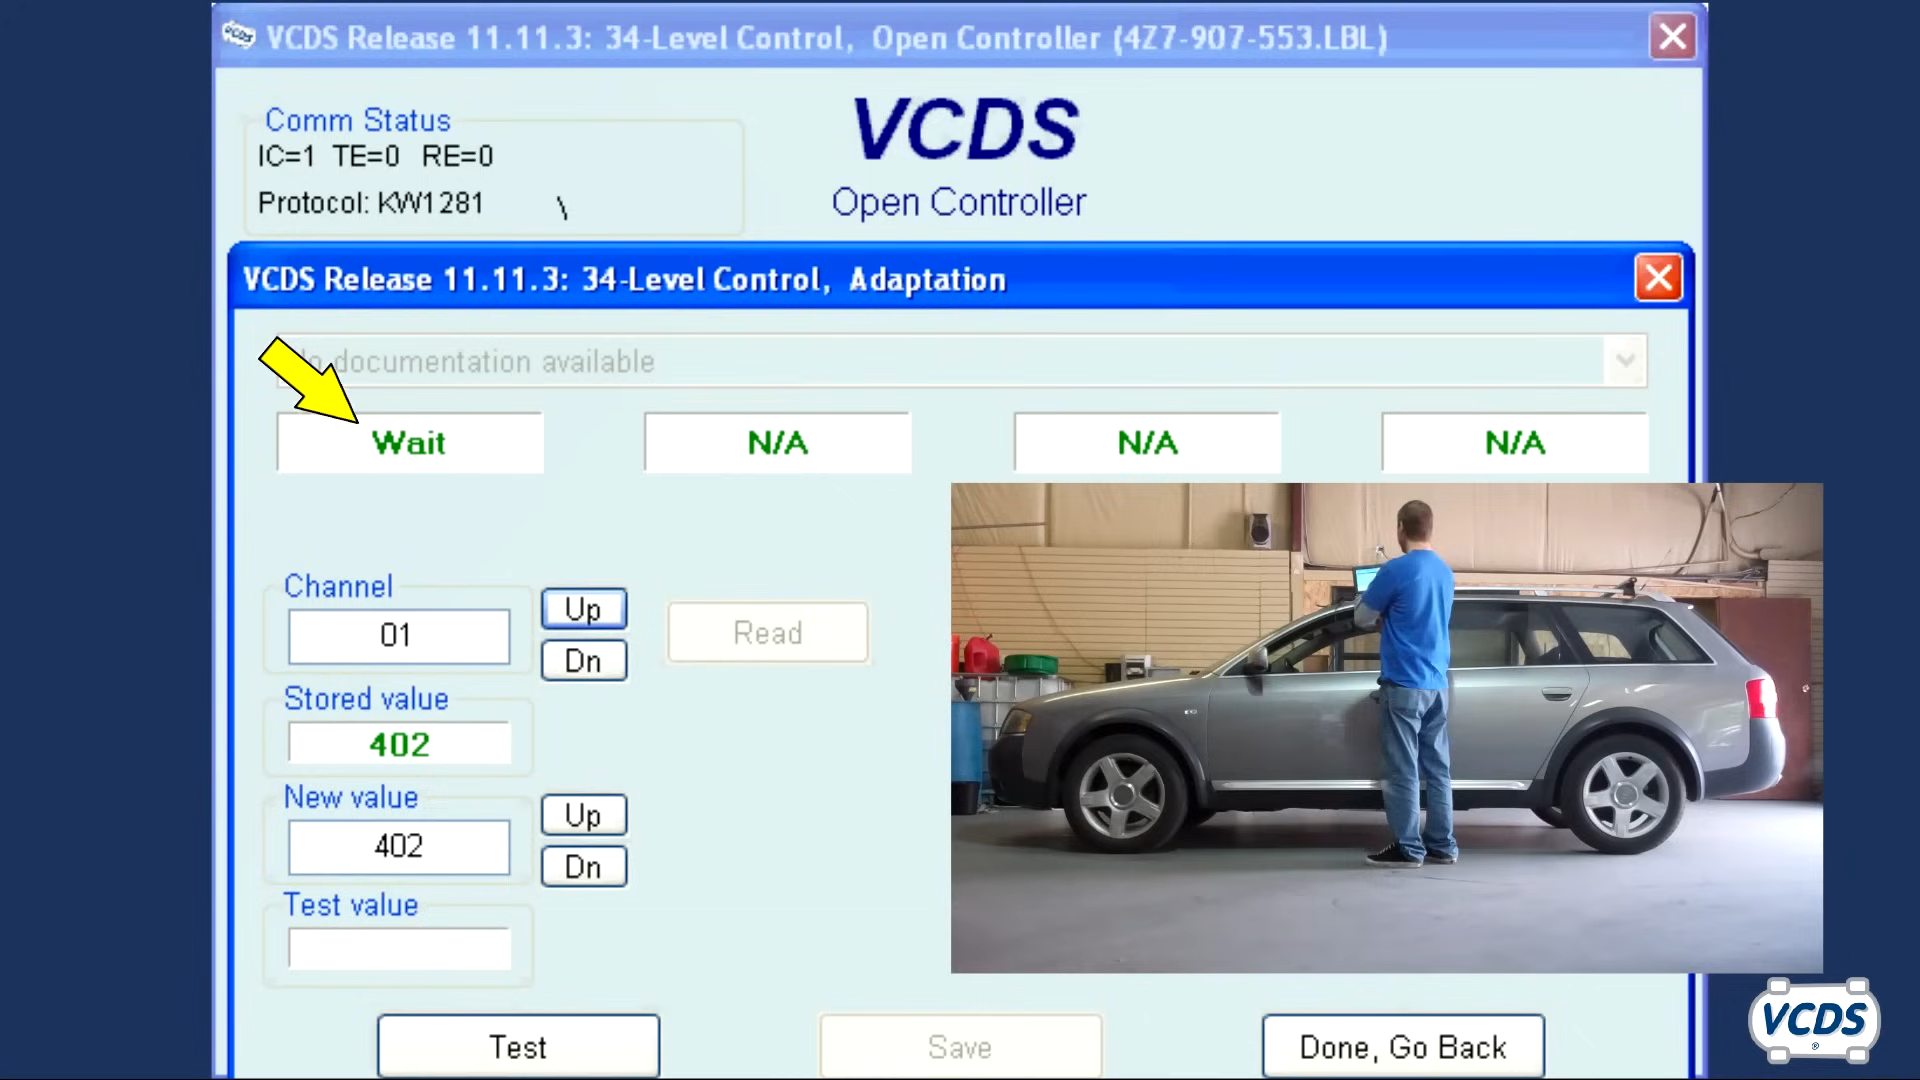 VCDS Release 11.11.3: 34-Level Control, Open Controller (4Z7-907-553.LBL)
Comm Status
IC=1 TE=0 RE=0
Protocol: KW1281 \
VCDS
Open Controller
VCDS Release 11.11.3: 34-Level Control, Adaptation
documentation available
Wait
N/A
N/A
N/A
Channel
01
Up
Dn
Read
Stored value
402
New value
402
Up
Dn
Test value
Test
Save
Done, Go Back
VCDS
®